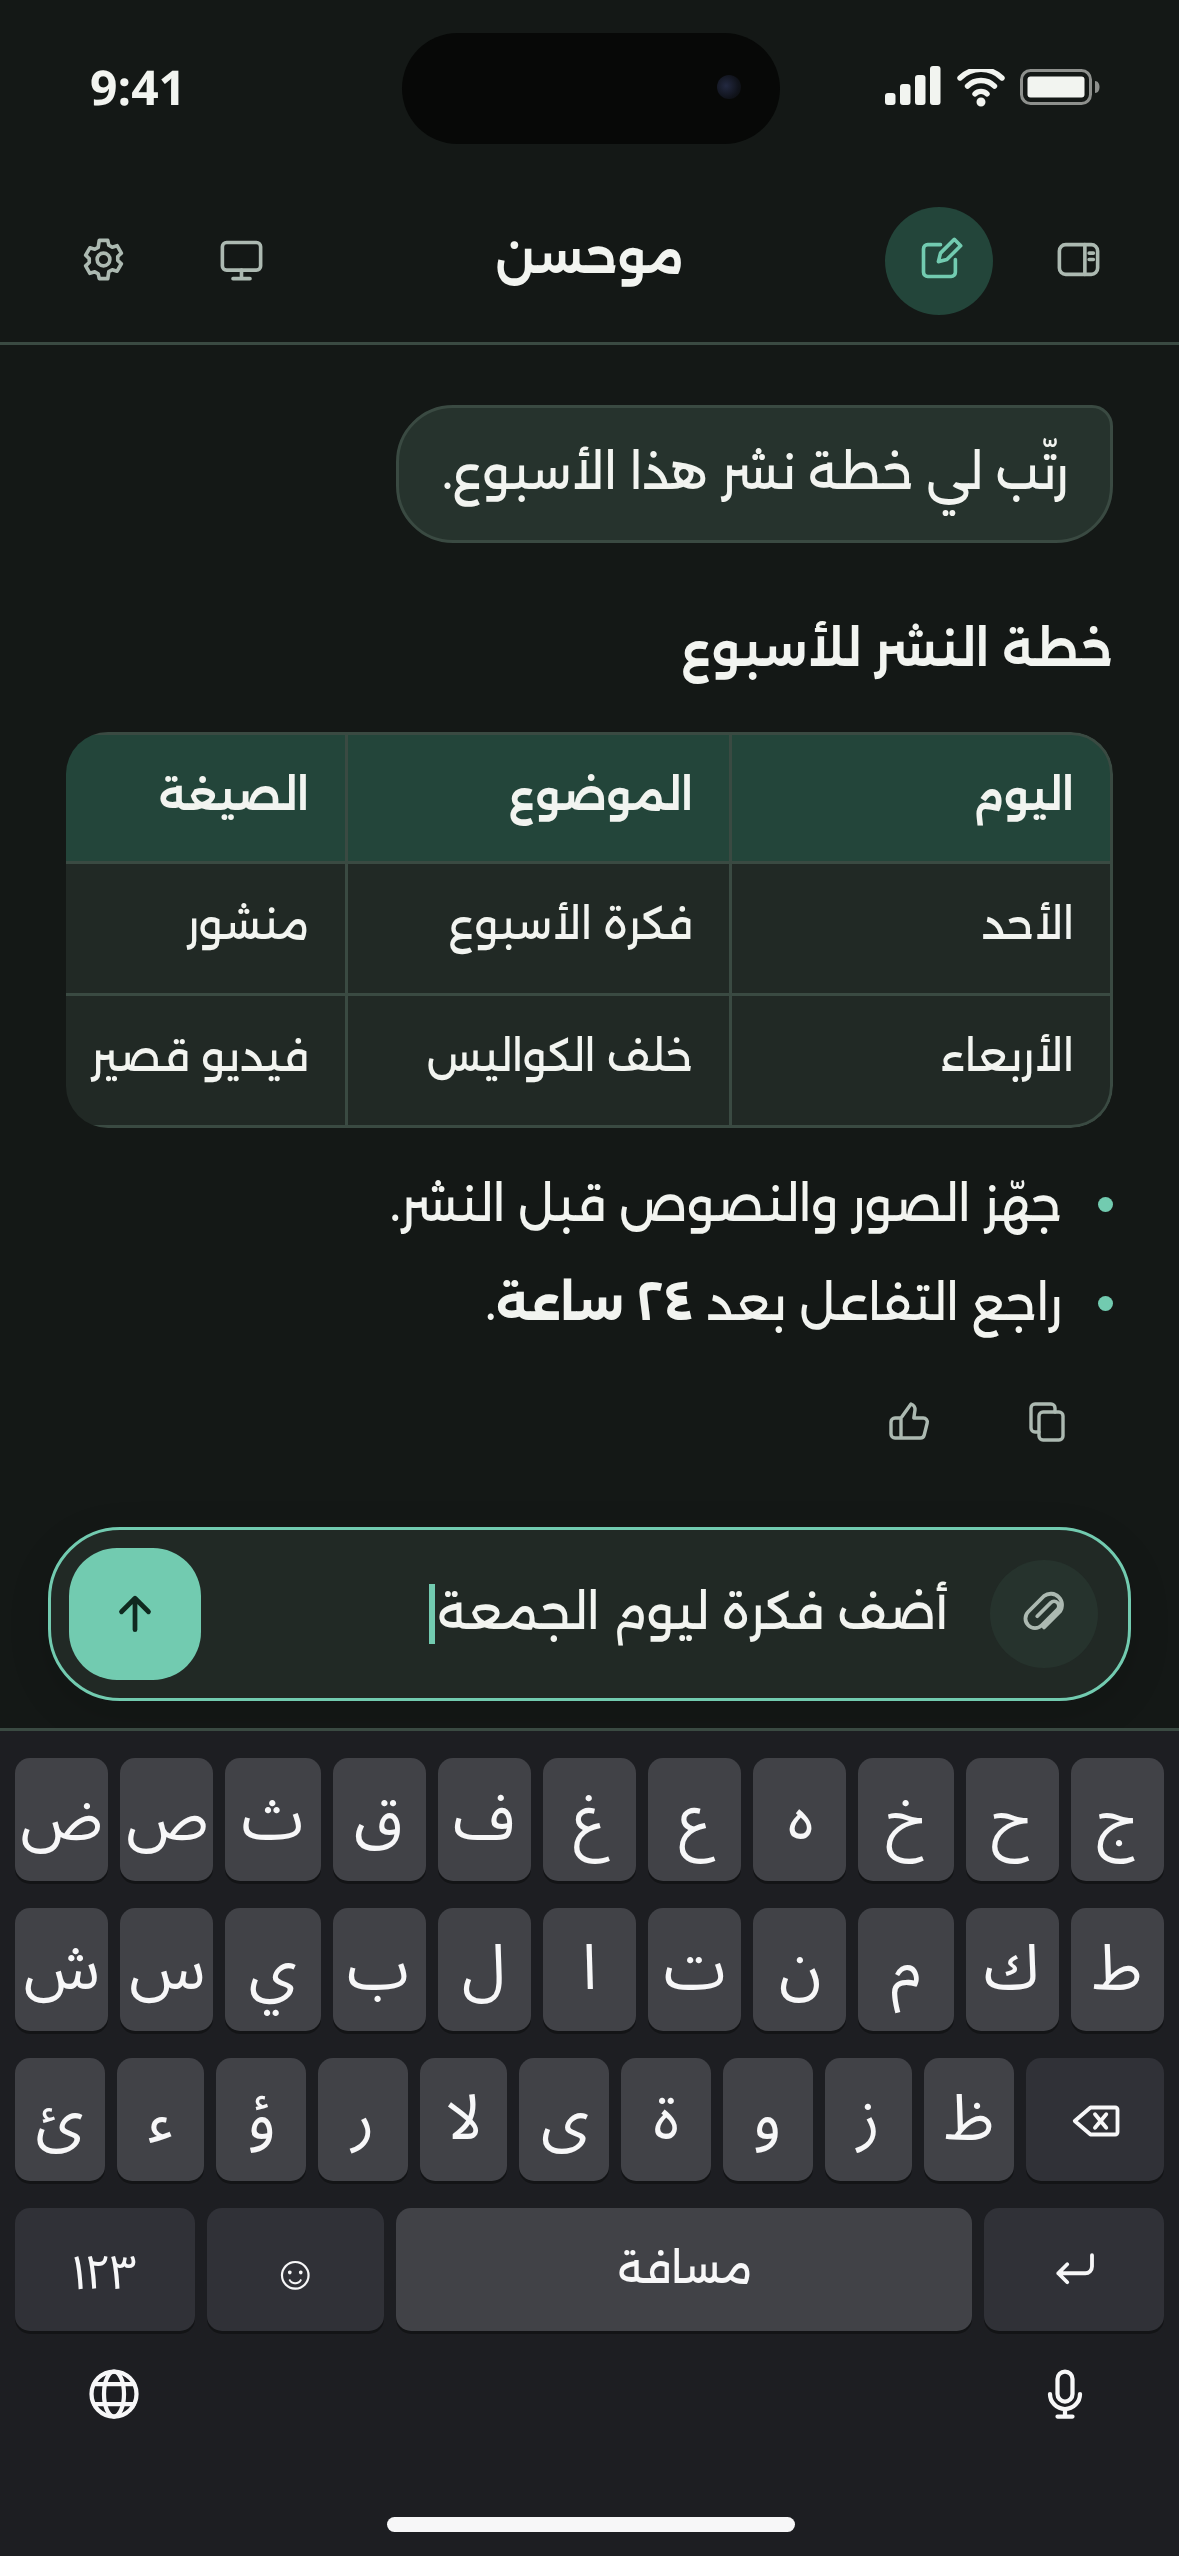 9:41
موحسن
رتّب لي خطة نشر هذا الأسبوع.
خطة النشر للأسبوع
اليوم الموضوع الصيغة
الأحد فكرة الأسبوع منشور
الأربعاء خلف الكواليس فيديو قصير
جهّز الصور والنصوص قبل النشر.
راجع التفاعل بعد ٢٤ ساعة.
أضف فكرة ليوم الجمعة
ج ح خ ه ع غ ف ق ث ص ض
ط ك م ن ت ا ل ب ي س ش
ظ ز و ة ى لا ر ؤ ء ئ
مسافة ١٢٣